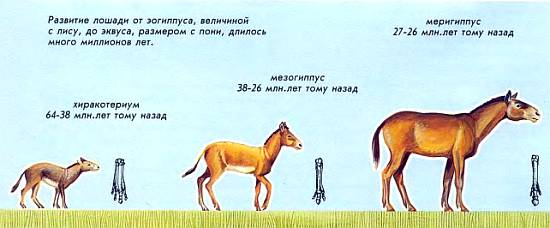 Развитие лошади от эогиппуса, величиной
с лису, до эквуса, размером с пони, длилось
много миллионов лет.
хиракотериум
64-38 млн.лет тому назад
мезогиппус
38-26 млн.лет тому назад
меригиппус
27-26 млн.лет тому назад